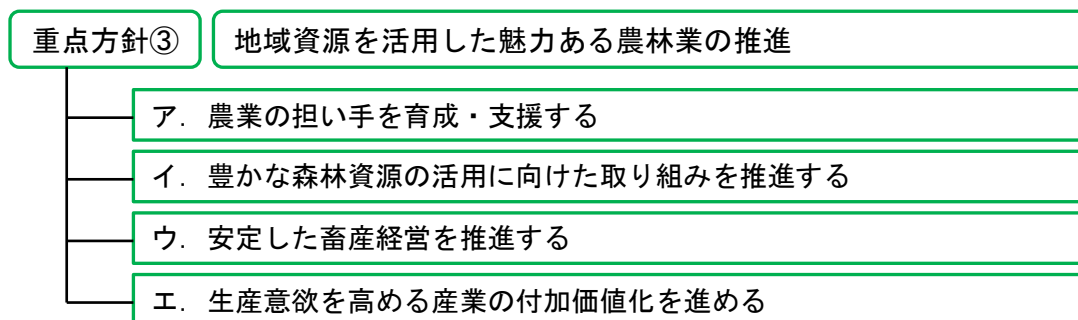 重点方針③ 地域資源を活用した魅力ある農林業の推進
ア．農業の担い手を育成・支援する
イ．豊かな森林資源の活用に向けた取り組みを推進する
ウ．安定した畜産経営を推進する
エ．生産意欲を高める産業の付加価値化を進める